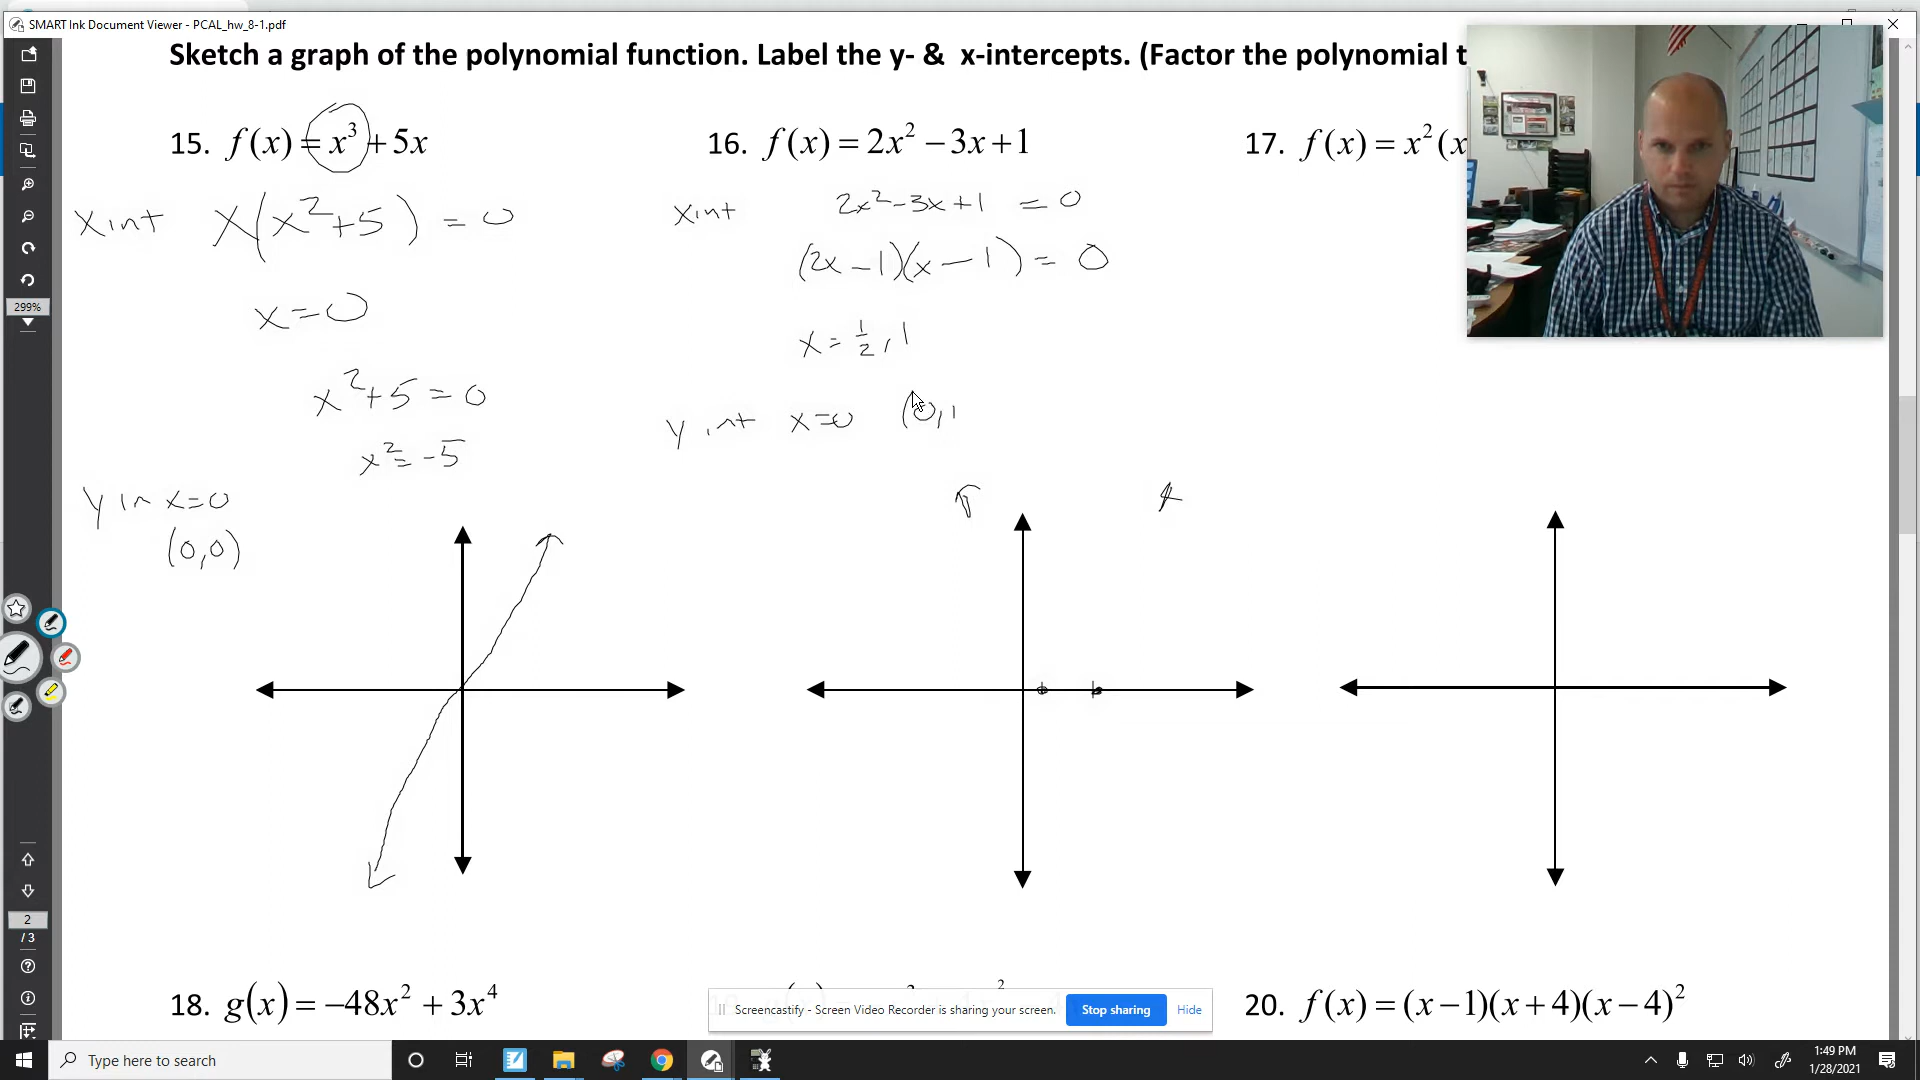 SMART Ink Document Viewer - PCAL_hw_8-1.pdf
Sketch a graph of the polynomial function. Label the y- & x-intercepts. (Factor the polynomial t
15. f(x) = x³ + 5x
16. f(x) = 2x² − 3x + 1
17. f(x) = x²(x
x int x(x²+5) = 0
x = 0
x²+5 = 0
x² = -5
y in x=0
(0,0)
x int 2x²-3x+1 = 0
(2x-1)(x-1) = 0
x = 1/2, 1
y int x=0 (0,1
299%
2
/ 3
18. g(x) = −48x² + 3x⁴
20. f(x) = (x−1)(x+4)(x−4)²
Screencastify - Screen Video Recorder is sharing your screen. Stop sharing Hide
Type here to search
1:49 PM
1/28/2021